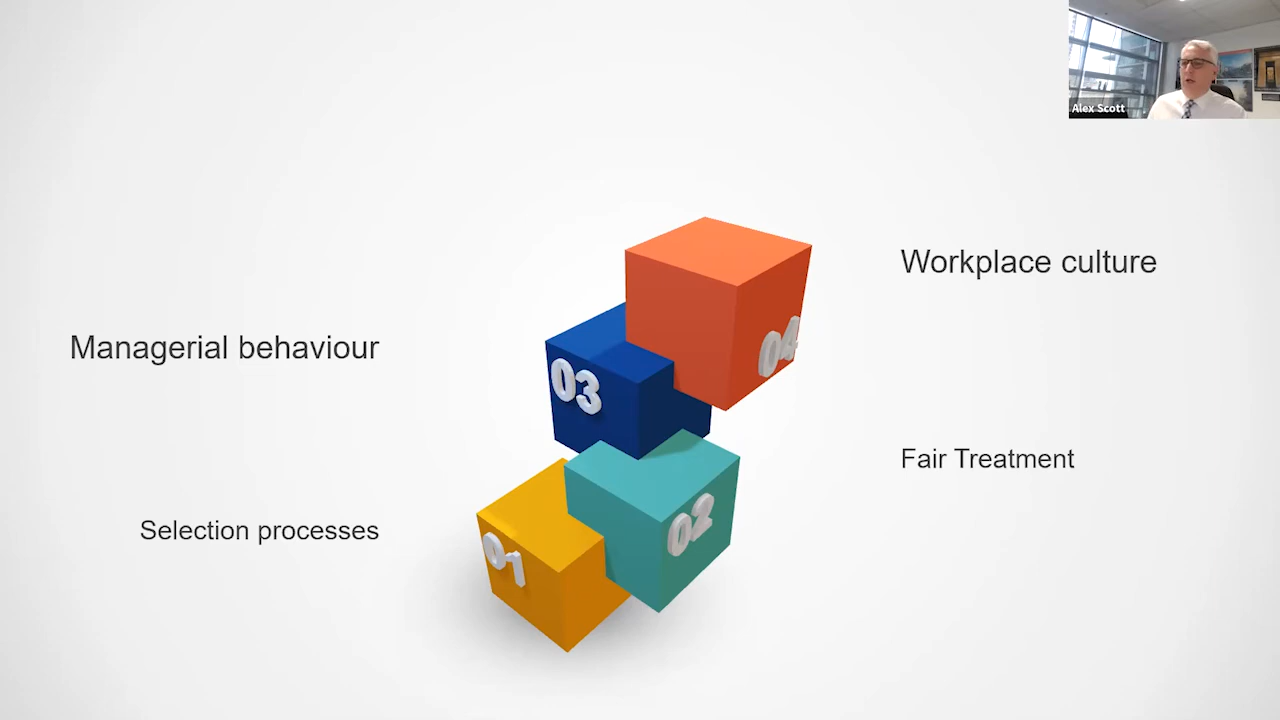 Alex Scott
Workplace culture
04
Managerial behaviour
03
Fair Treatment
02
Selection processes
01